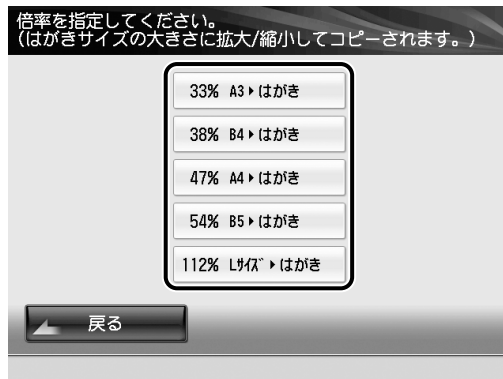 倍率を指定してください。
(はがきサイズの大きさに拡大/縮小してコピーされます。)
33% A3▶はがき
38% B4▶はがき
47% A4▶はがき
54% B5▶はがき
112% Lｻｲｽﾞ▶はがき
戻る